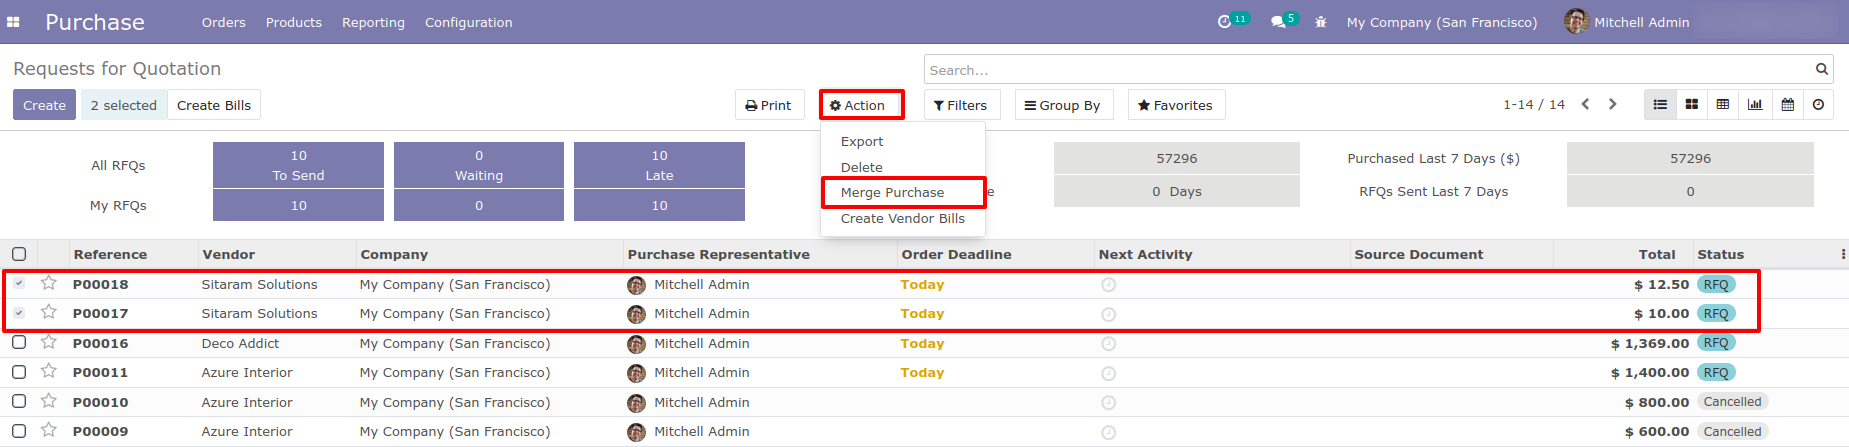 Purchase Orders Products Reporting Configuration 11 5 My Company (San Francisco) Mitchell Admin
Requests for Quotation
Search...
Create 2 selected Create Bills Print Action Filters Group By Favorites 1-14 / 14
Export
Delete
Merge Purchase
Create Vendor Bills
All RFQs 10 To Send 0 Waiting 10 Late 57296 Purchased Last 7 Days ($) 57296
My RFQs 10 0 10 e 0 Days RFQs Sent Last 7 Days 0
Reference Vendor Company Purchase Representative Order Deadline Next Activity Source Document Total Status
P00018 Sitaram Solutions My Company (San Francisco) Mitchell Admin Today $ 12.50 RFQ
P00017 Sitaram Solutions My Company (San Francisco) Mitchell Admin Today $ 10.00 RFQ
P00016 Deco Addict My Company (San Francisco) Mitchell Admin Today $ 1,369.00 RFQ
P00011 Azure Interior My Company (San Francisco) Mitchell Admin Today $ 1,400.00 RFQ
P00010 Azure Interior My Company (San Francisco) Mitchell Admin $ 800.00 Cancelled
P00009 Azure Interior My Company (San Francisco) Mitchell Admin $ 600.00 Cancelled